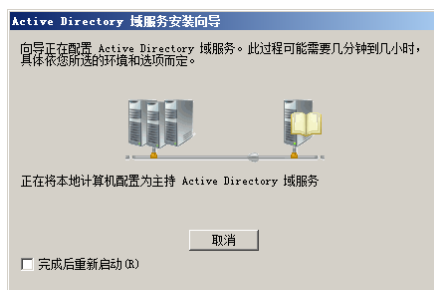 Active Directory 域服务安装向导
向导正在配置 Active Directory 域服务。此过程可能需要几分钟到几小时，
具体依您所选的环境和选项而定。
正在将本地计算机配置为主持 Active Directory 域服务
取消
完成后重新启动(R)